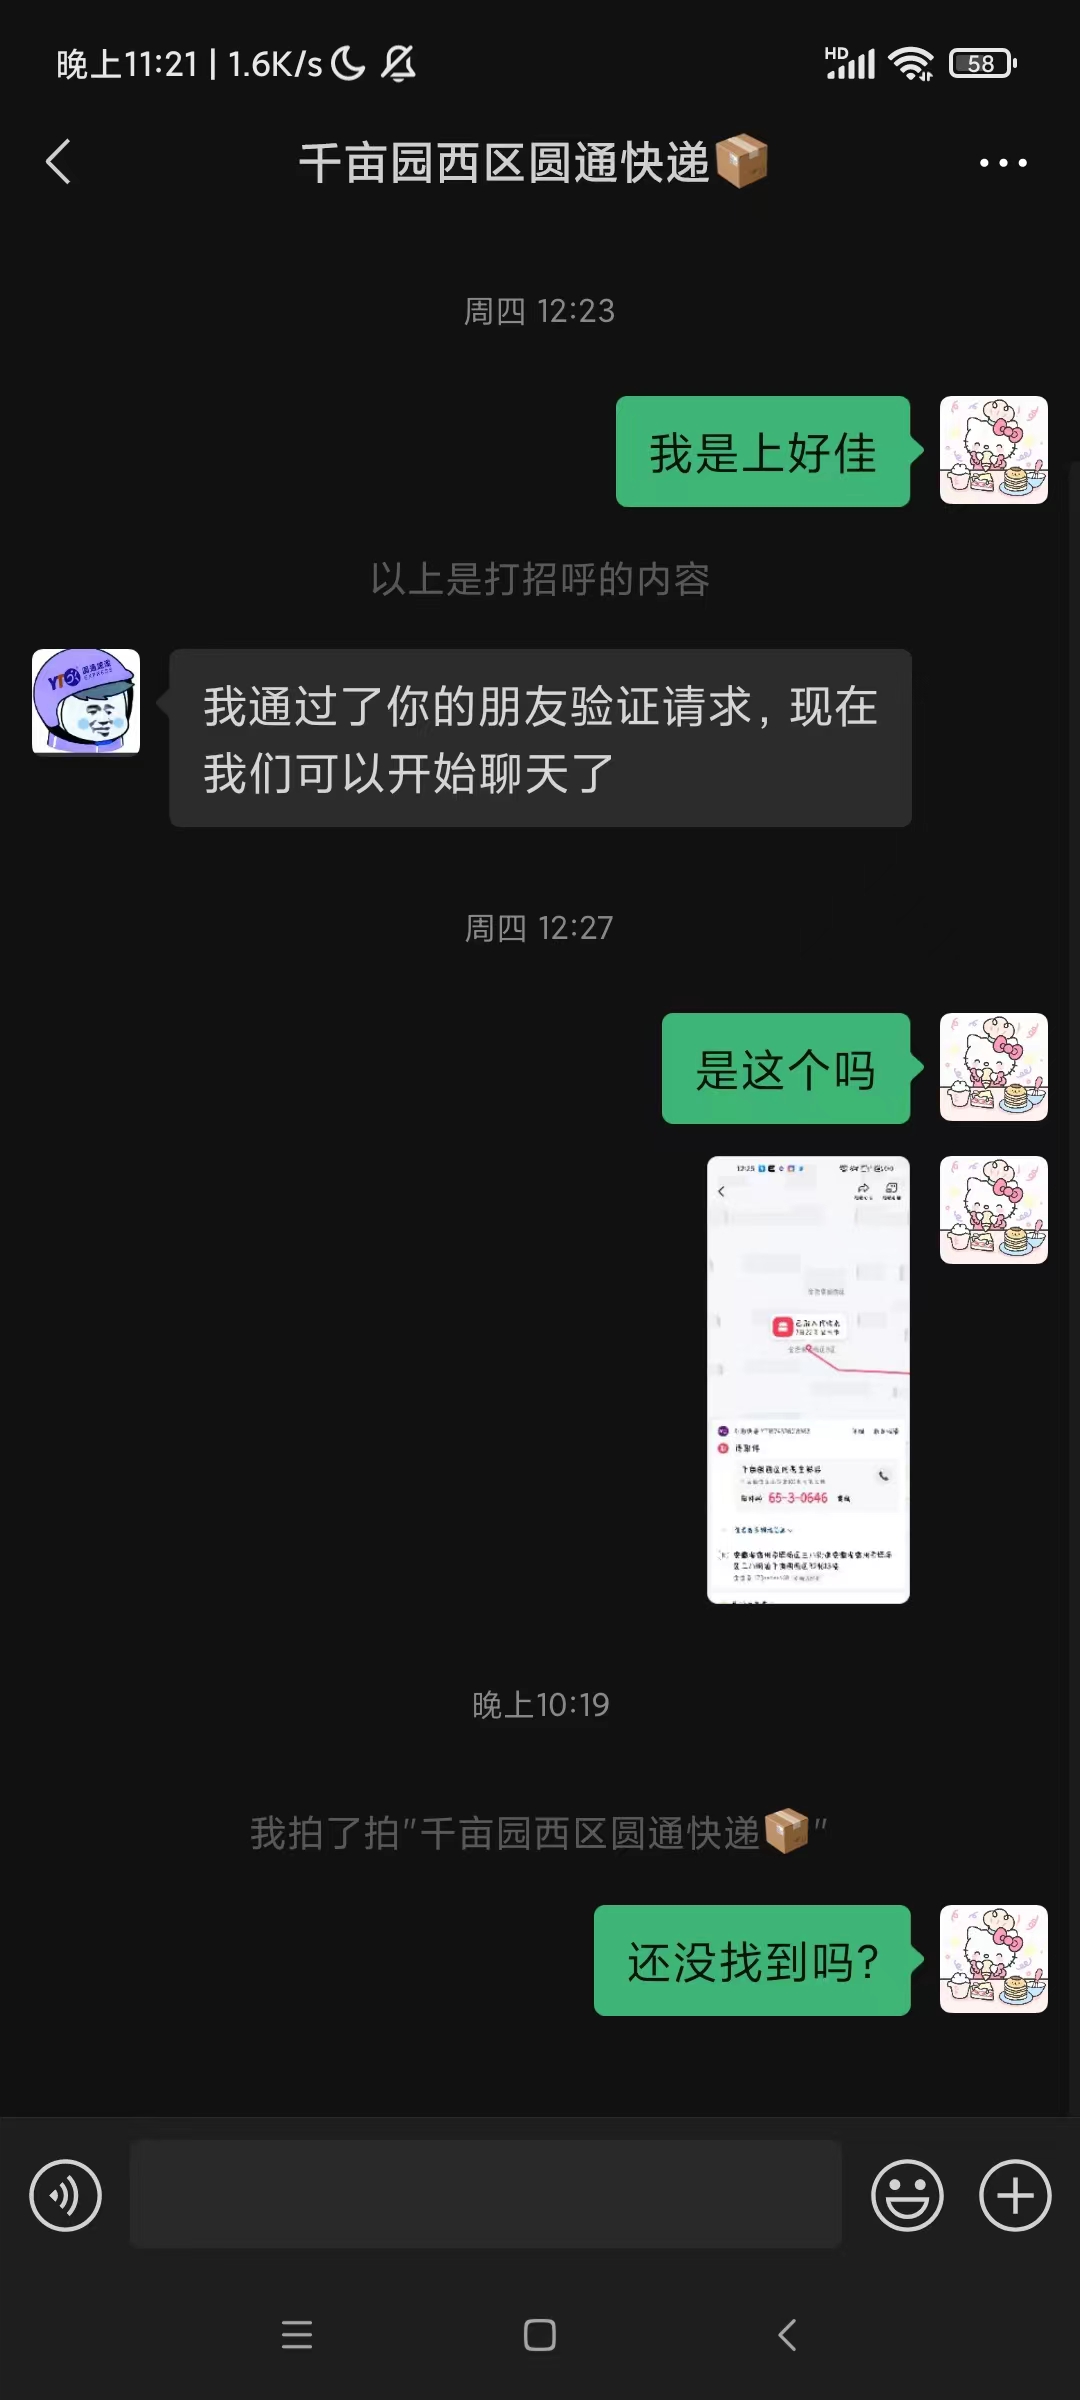 晚上11:21 | 1.6K/s
HD
58
千亩园西区圆通快递📦
周四 12:23
我是上好佳
以上是打招呼的内容
我通过了你的朋友验证请求，现在
我们可以开始聊天了
周四 12:27
是这个吗
65-3-0646
晚上10:19
我拍了拍"千亩园西区圆通快递📦"
还没找到吗?